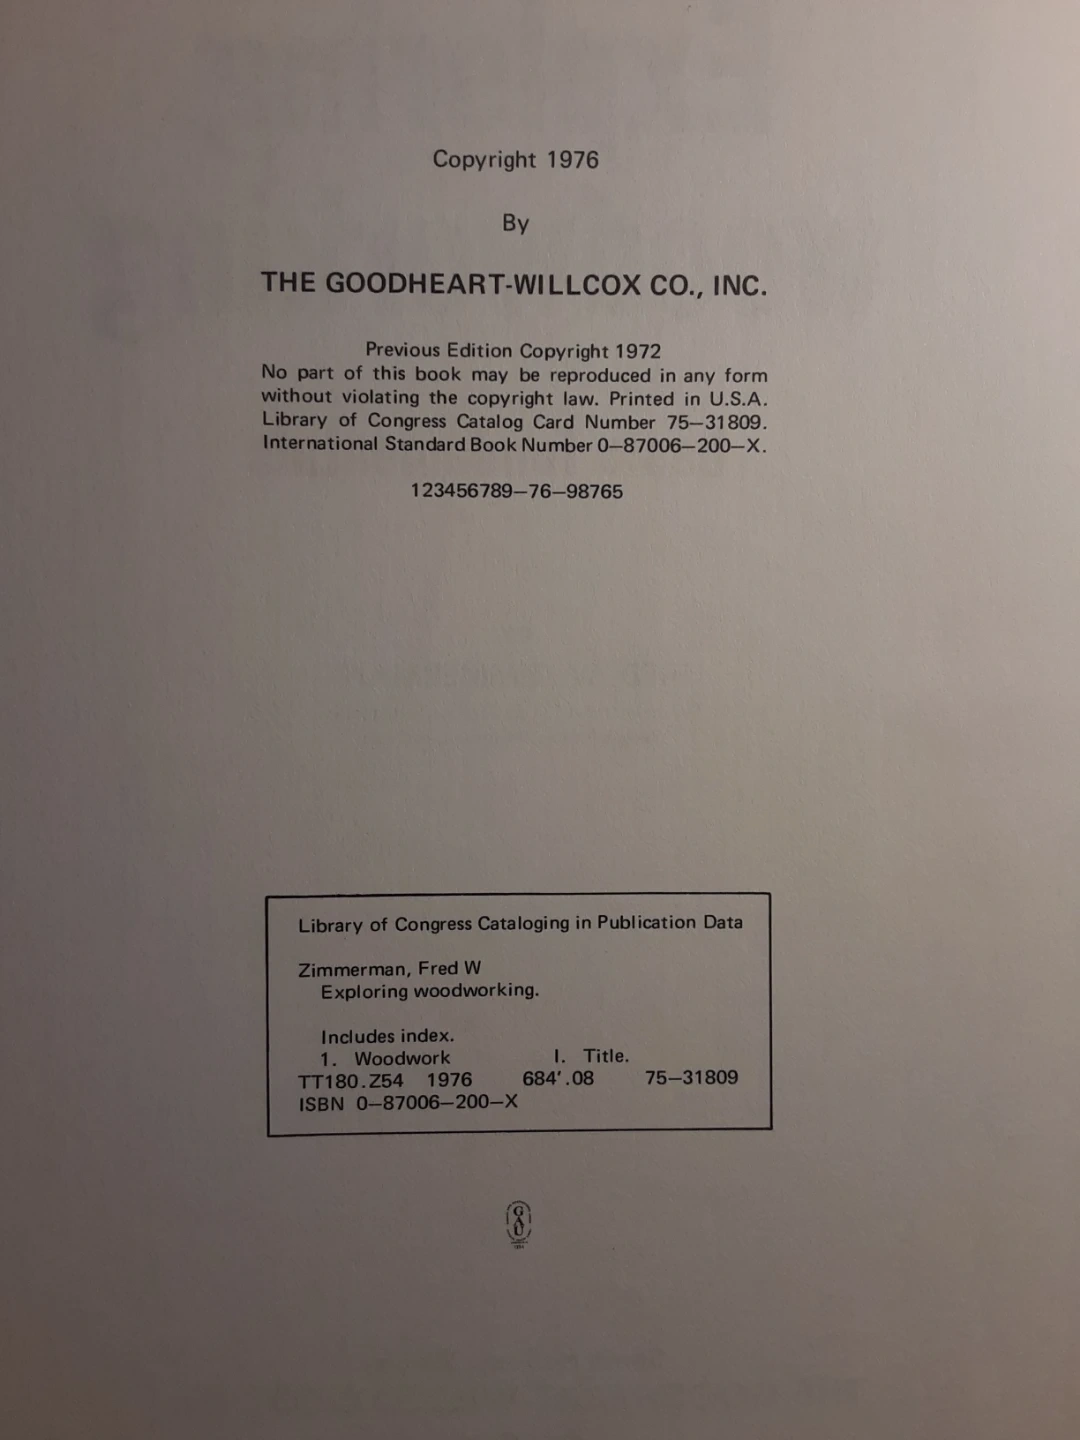 Copyright 1976
By
THE GOODHEART-WILLCOX CO., INC.
Previous Edition Copyright 1972
No part of this book may be reproduced in any form
without violating the copyright law. Printed in U.S.A.
Library of Congress Catalog Card Number 75—31809.
International Standard Book Number 0—87006—200—X.
123456789—76—98765
Library of Congress Cataloging in Publication Data
Zimmerman, Fred W
Exploring woodworking.
Includes index.
1. Woodwork I. Title.
TT180.Z54 1976 684'.08 75—31809
ISBN 0—87006—200—X